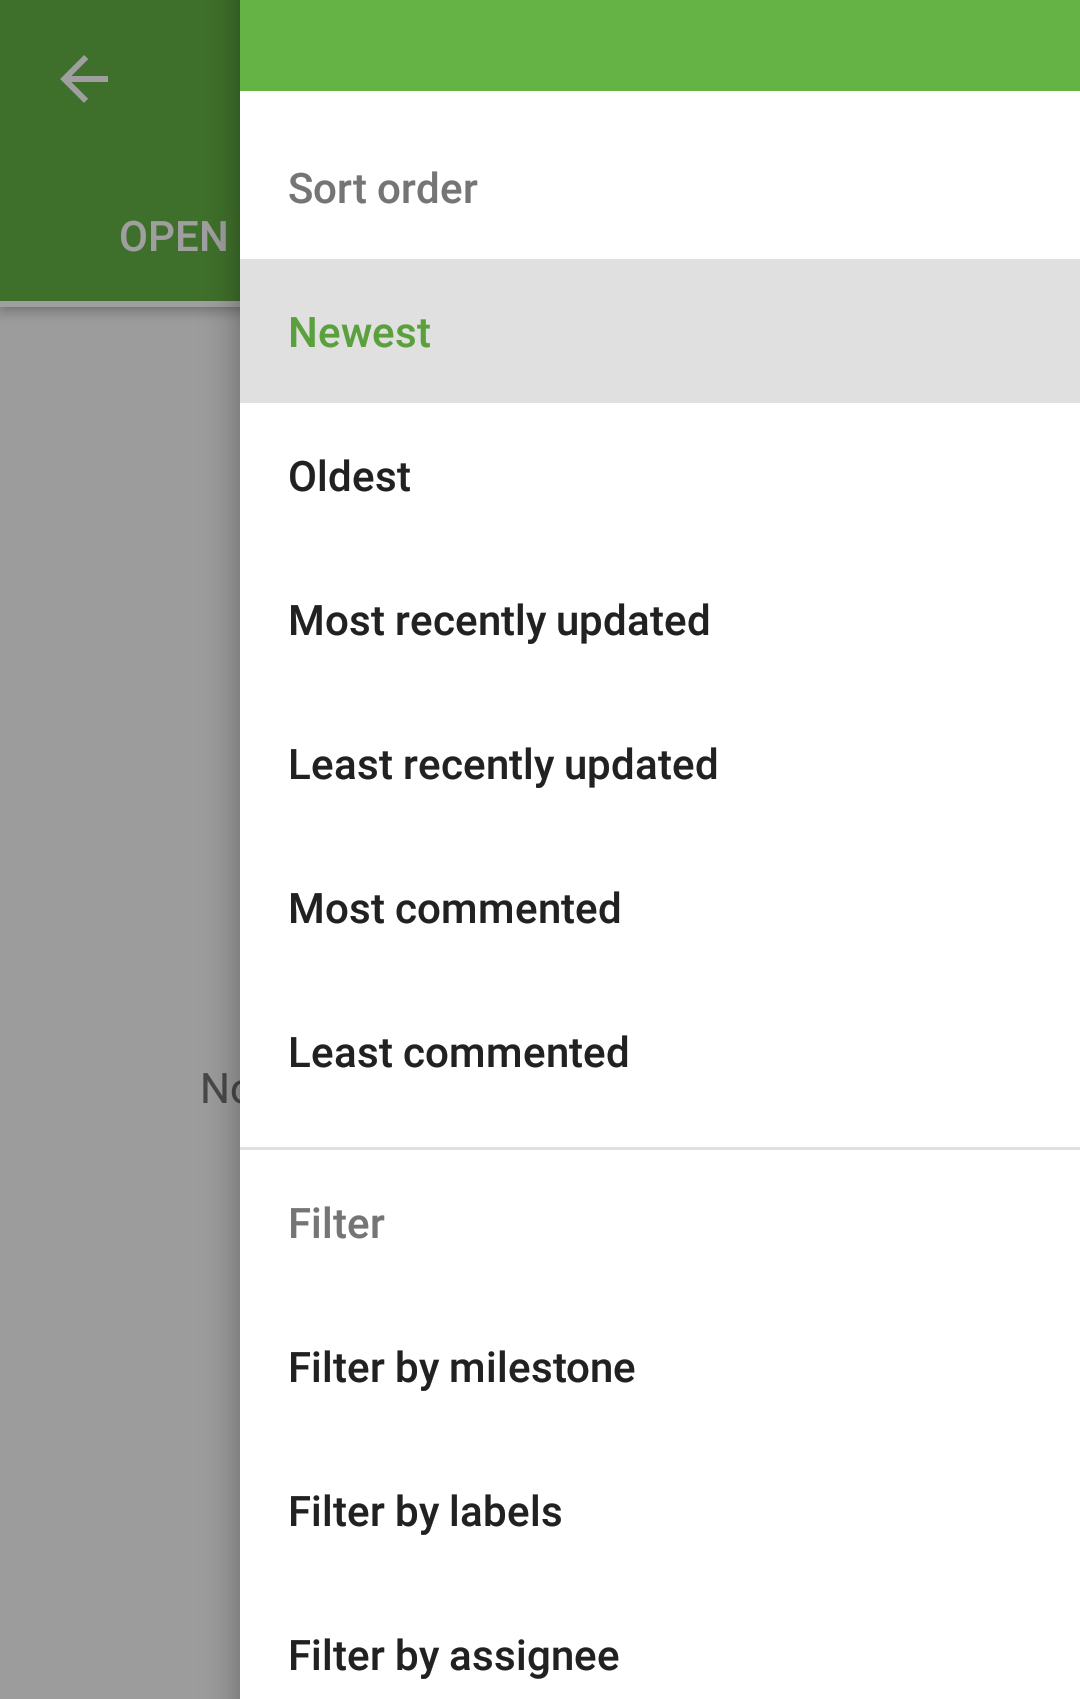 Sort order
OPEN
Newest
Oldest
Most recently updated
Least recently updated
Most commented
Least commented
Filter
Filter by milestone
Filter by labels
Filter by assignee